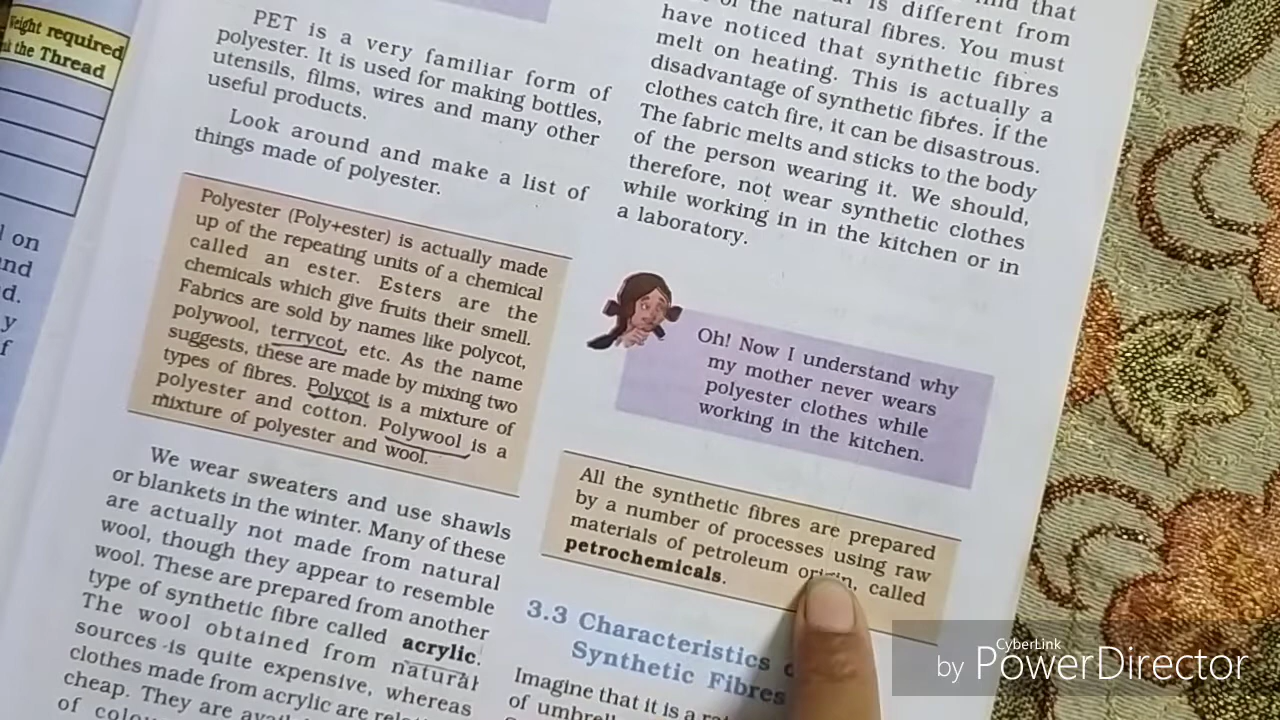 Weight required
the Thread
on
and
d.
y
f
PET is a very familiar form of
polyester. It is used for making bottles,
utensils, films, wires and many other
useful products.
Look around and make a list of
things made of polyester.
Polyester (Poly+ester) is actually made
up of the repeating units of a chemical
called an ester. Esters are the
chemicals which give fruits their smell.
Fabrics are sold by names like polycot,
polywool, terrycot, etc. As the name
suggests, these are made by mixing two
types of fibres. Polycot is a mixture of
polyester and cotton. Polywool is a
mixture of polyester and wool.
We wear sweaters and use shawls
or blankets in the winter. Many of these
are actually not made from natural
wool, though they appear to resemble
wool. These are prepared from another
type of synthetic fibre called acrylic.
The wool obtained from natural
sources is quite expensive, whereas
clothes made from acrylic are
cheap. They are
of
that
is different from
of the natural fibres. You must
have noticed that synthetic fibres
melt on heating. This is actually a
disadvantage of synthetic fibres. If the
clothes catch fire, it can be disastrous.
The fabric melts and sticks to the body
of the person wearing it. We should,
therefore, not wear synthetic clothes
while working in in the kitchen or in
a laboratory.
Oh! Now I understand why
my mother never wears
polyester clothes while
working in the kitchen.
All the synthetic fibres are prepared
by a number of processes using raw
materials of petroleum origin, called
petrochemicals.
3.3 Characteristics
Synthetic Fibres
Imagine that it is a
of
CyberLink
by PowerDirector